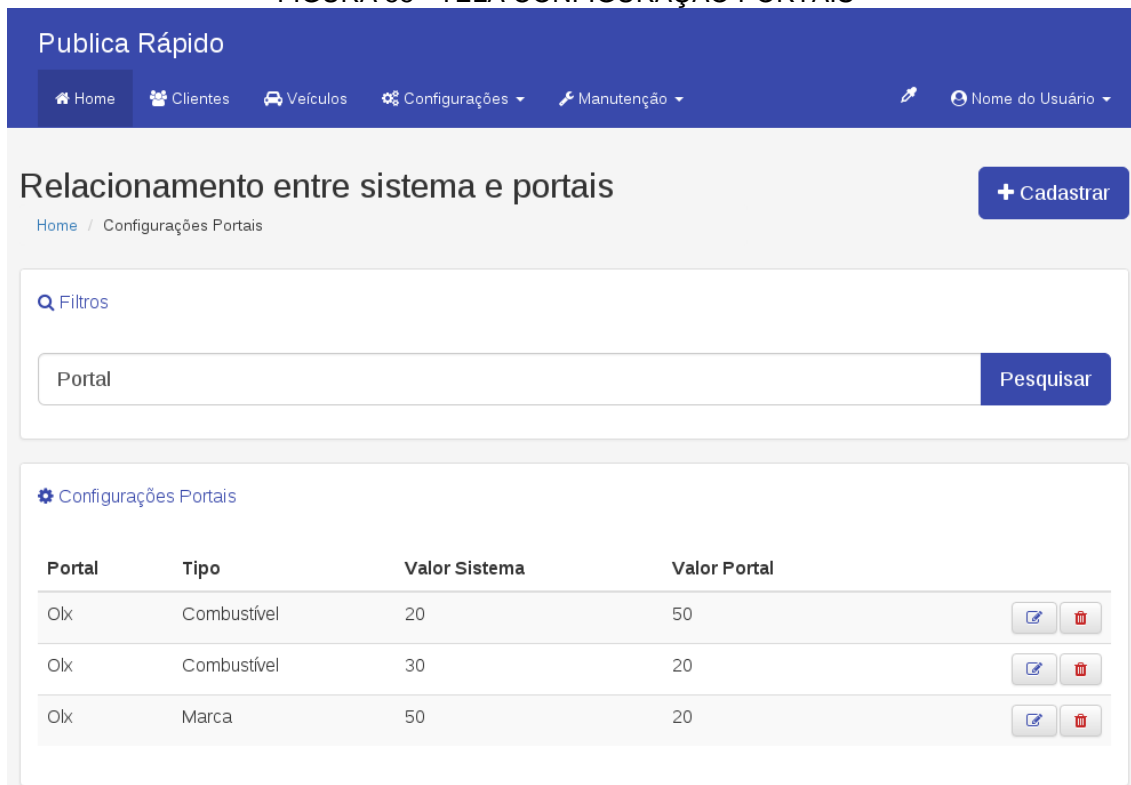 Publica Rápido
Home Clientes Veículos Configurações Manutenção Nome do Usuário
Relacionamento entre sistema e portais
+ Cadastrar
Home / Configurações Portais
Filtros
Portal Pesquisar
Configurações Portais
Portal Tipo Valor Sistema Valor Portal
Olx Combustível 20 50
Olx Combustível 30 20
Olx Marca 50 20